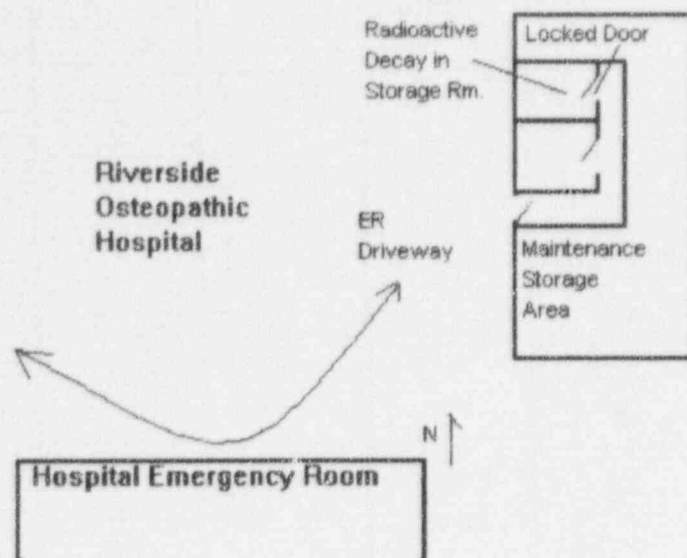 Radioactive
Decay in
Storage Rm.
Locked Door
Riverside
Osteopathic
Hospital
ER
Driveway
Maintenance
Storage
Area
N
Hospital Emergency Room